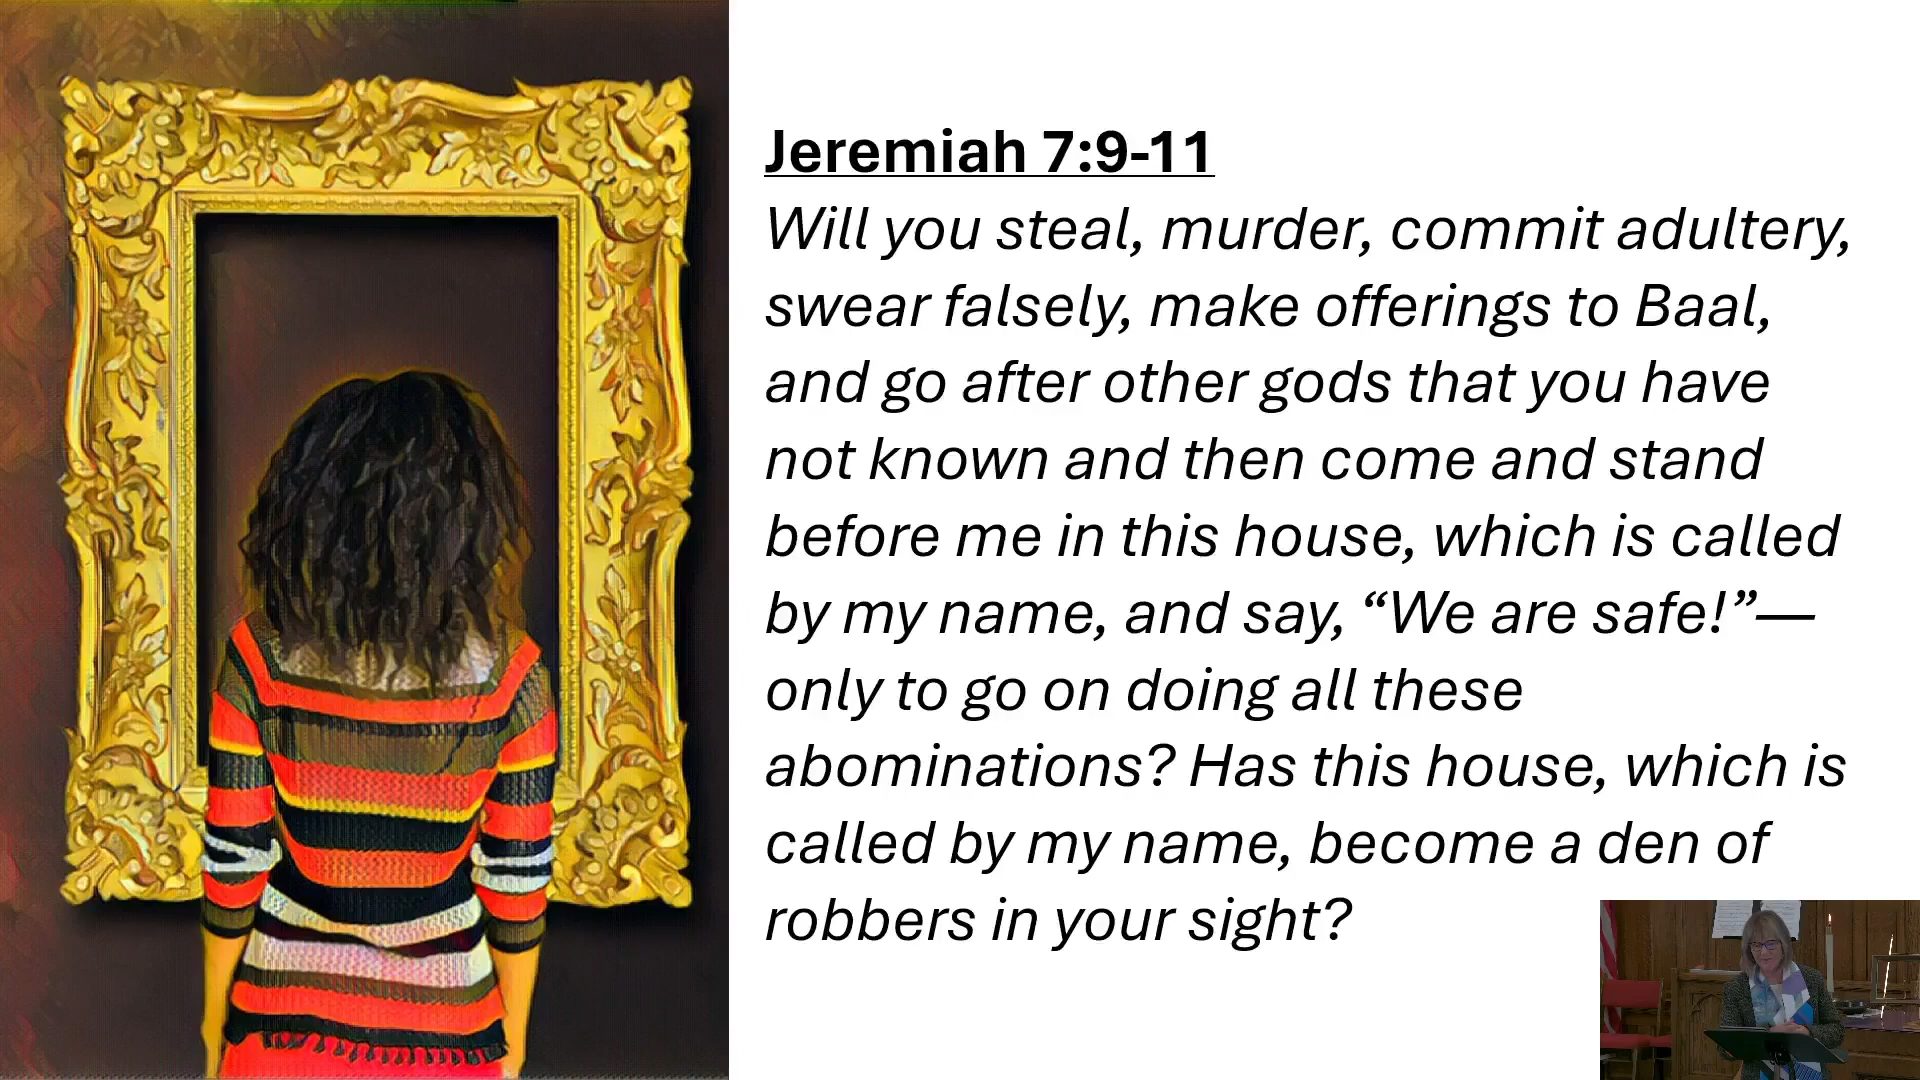 Jeremiah 7:9-11
Will you steal, murder, commit adultery,
swear falsely, make offerings to Baal,
and go after other gods that you have
not known and then come and stand
before me in this house, which is called
by my name, and say, “We are safe!”—
only to go on doing all these
abominations? Has this house, which is
called by my name, become a den of
robbers in your sight?